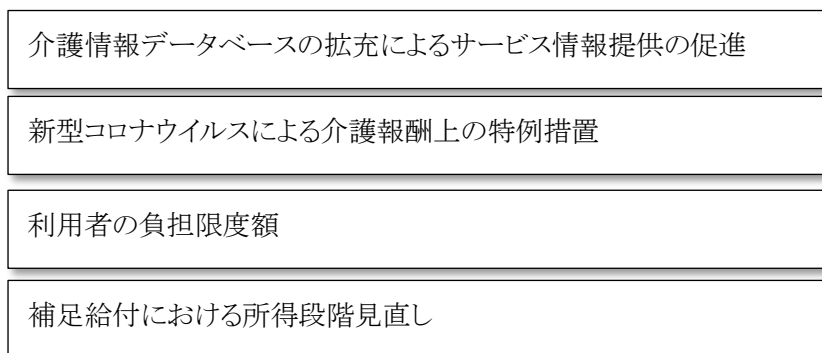 介護情報データベースの拡充によるサービス情報提供の促進
新型コロナウイルスによる介護報酬上の特例措置
利用者の負担限度額
補足給付における所得段階見直し